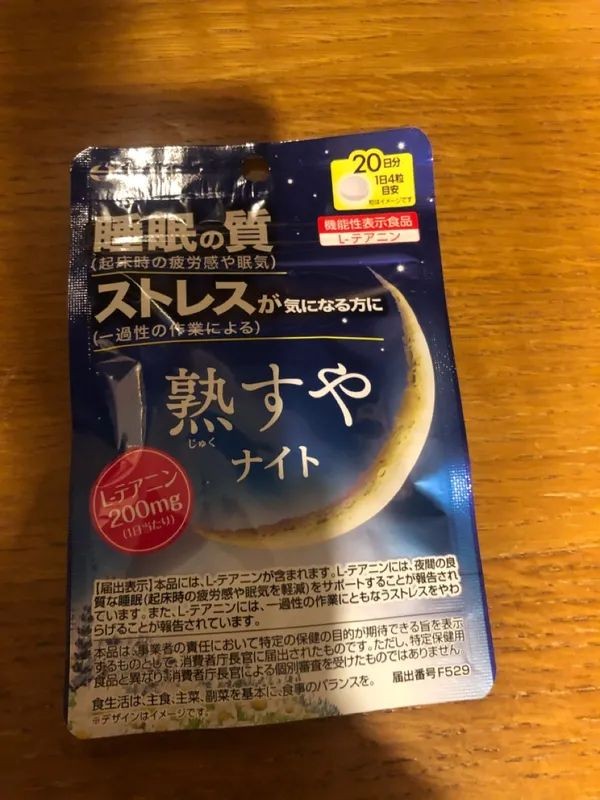 20日分
1日4粒
目安
粒はイメージです
機能性表示食品
L-テアニン
睡眠の質
(起床時の疲労感や眠気)
ストレスが気になる方に
(一過性の作業による)
熟すや
じゅく
ナイト
L-テアニン
200mg
(1日当たり)
【届出表示】本品には、L-テアニンが含まれます。L-テアニンには、夜間の良
質な睡眠(起床時の疲労感や眠気を軽減)をサポートすることが報告され
ています。また、L-テアニンには、一過性の作業にともなうストレスをやわ
らげることが報告されています。
本品は、事業者の責任において特定の保健の目的が期待できる旨を表示
するものとして、消費者庁長官に届出されたものです。ただし、特定保健用
食品と異なり、消費者庁長官による個別審査を受けたものではありません。
届出番号F529
食生活は、主食、主菜、副菜を基本に、食事のバランスを。
※デザインはイメージです。